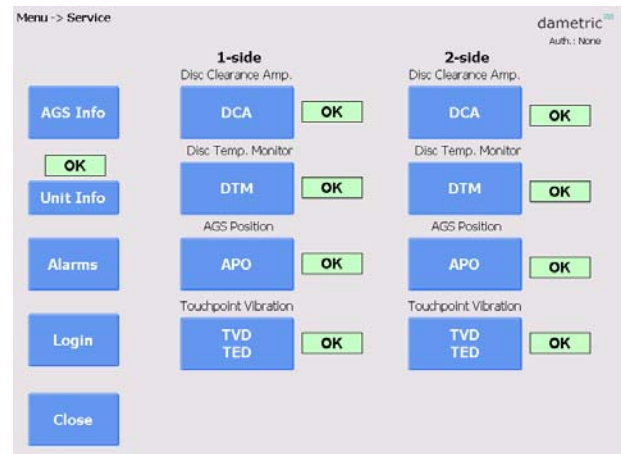 Menu -> Service
dametric
Auth.: None
1-side
2-side
Disc Clearance Amp.
Disc Clearance Amp.
AGS Info
DCA
OK
DCA
OK
Disc Temp. Monitor
Disc Temp. Monitor
OK
Unit Info
DTM
OK
DTM
OK
AGS Position
AGS Position
Alarms
APO
OK
APO
OK
Touchpoint Vibration
Touchpoint Vibration
Login
TVD
TED
OK
TVD
TED
OK
Close